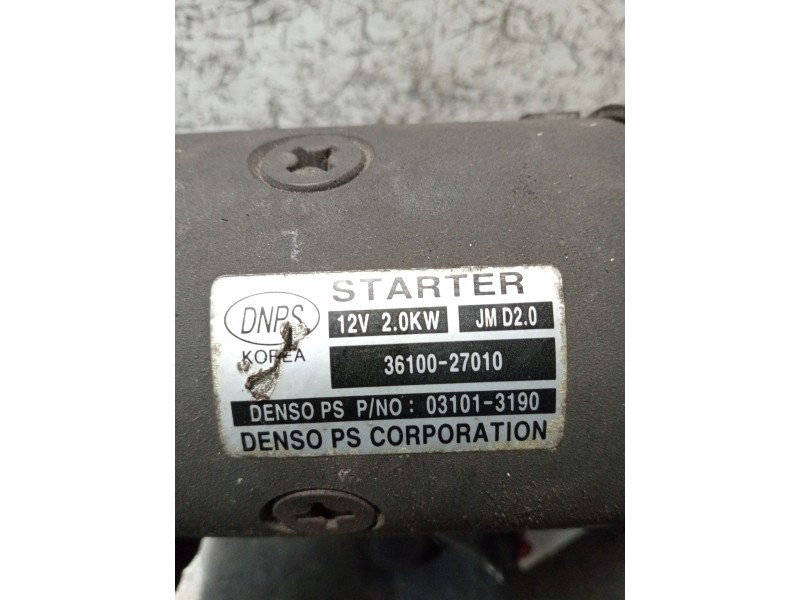 STARTER
DNPS 12V 2.0KW JM D2.0
KOREA 36100-27010
DENSO PS P/NO: 03101-3190
DENSO PS CORPORATION